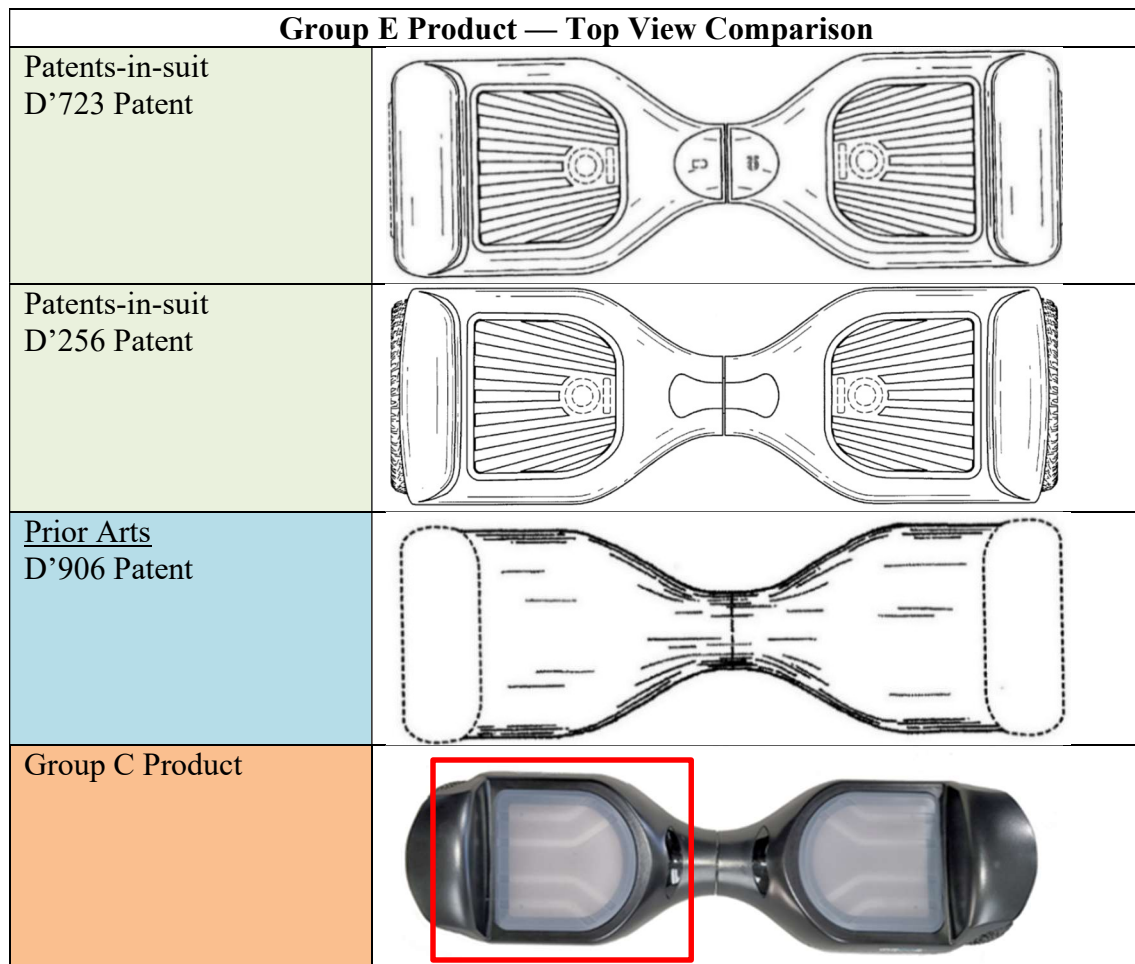 Group E Product — Top View Comparison
Patents-in-suit
D’723 Patent
Patents-in-suit
D’256 Patent
Prior Arts
D’906 Patent
Group C Product